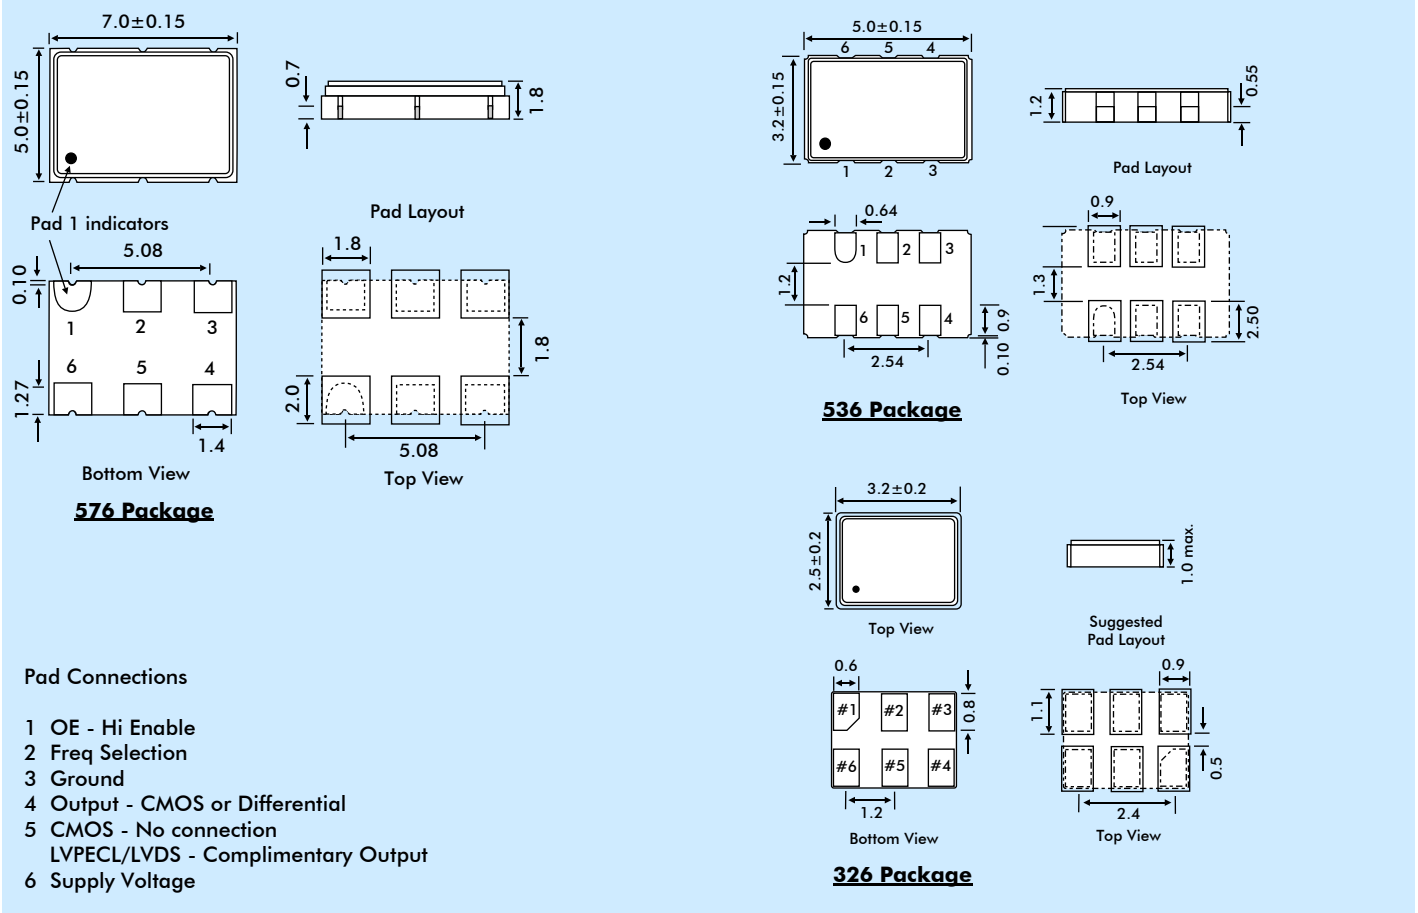 7.0±0.15
5.0±0.15
0.7
1.8
Pad 1 indicators
Pad Layout
5.08
0.10
1 2 3
6 5 4
1.27
1.4
Bottom View
1.8
1.8
2.0
5.08
Top View
576 Package
5.0±0.15
6 5 4
3.2±0.15
1 2 3
1.2
0.55
Pad Layout
0.64
1 2 3
1.2
6 5 4
0.9
0.10
2.54
0.9
1.3
2.50
2.54
Top View
536 Package
3.2±0.2
2.5±0.2
Top View
1.0 max.
Suggested
Pad Layout
0.6
#1 #2 #3
0.8
#6 #5 #4
1.2
Bottom View
0.9
1.1
0.5
2.4
Top View
326 Package
Pad Connections
1 OE - Hi Enable
2 Freq Selection
3 Ground
4 Output - CMOS or Differential
5 CMOS - No connection
LVPECL/LVDS - Complimentary Output
6 Supply Voltage